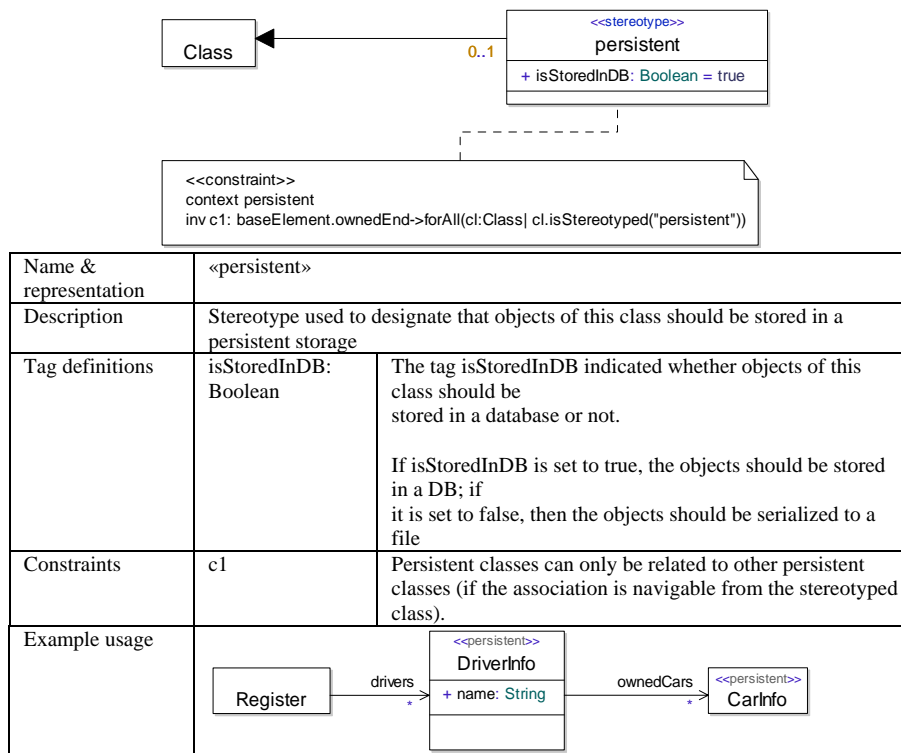 <<stereotype>>
persistent
Class
0..1
+ isStoredInDB: Boolean = true
<<constraint>>
context persistent
inv c1: baseElement.ownedEnd->forAll(cl:Class| cl.isStereotyped("persistent"))
Name &
representation
«persistent»
Description
Stereotype used to designate that objects of this class should be stored in a
persistent storage
Tag definitions
isStoredInDB:
Boolean
The tag isStoredInDB indicated whether objects of this
class should be
stored in a database or not.
If isStoredInDB is set to true, the objects should be stored
in a DB; if
it is set to false, then the objects should be serialized to a
file
Constraints
c1
Persistent classes can only be related to other persistent
classes (if the association is navigable from the stereotyped
class).
Example usage
Register
drivers
*
<<persistent>>
DriverInfo
+ name: String
ownedCars
*
<<persistent>>
CarInfo